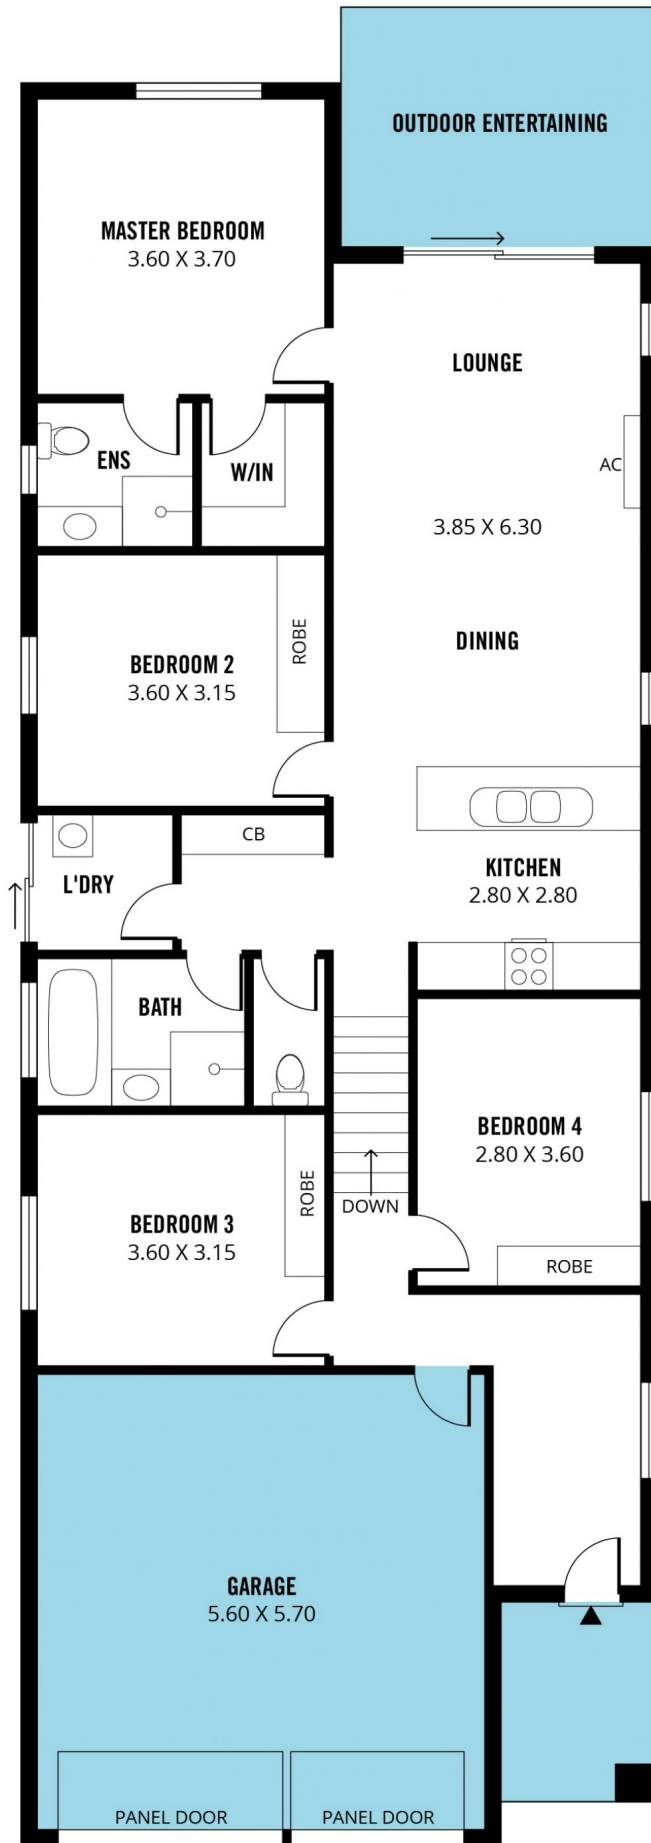 OUTDOOR ENTERTAINING
MASTER BEDROOM
3.60 X 3.70
LOUNGE
ENS
W/IN
AC
3.85 X 6.30
BEDROOM 2
3.60 X 3.15
ROBE
DINING
CB
L'DRY
KITCHEN
2.80 X 2.80
BATH
BEDROOM 4
2.80 X 3.60
BEDROOM 3
3.60 X 3.15
ROBE
DOWN
ROBE
GARAGE
5.60 X 5.70
PANEL DOOR
PANEL DOOR